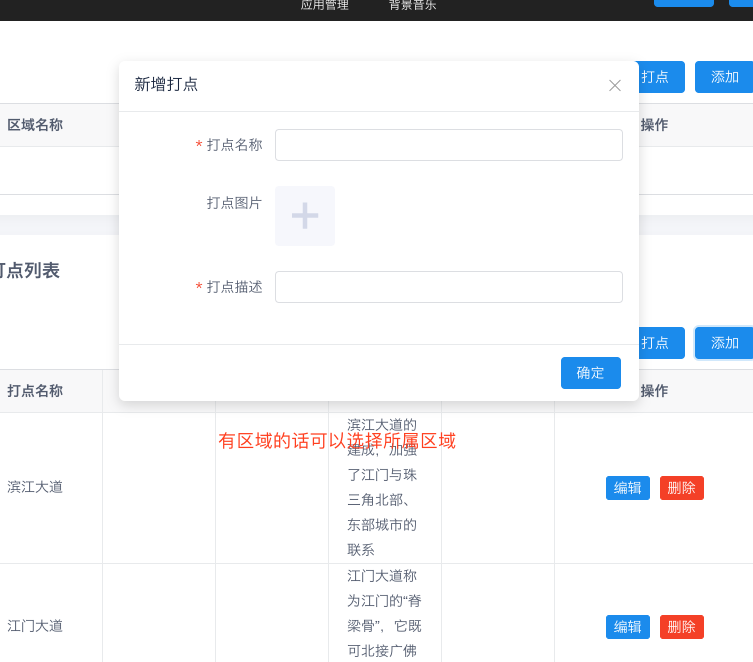 应用管理 背景音乐
新增打点
打点 添加
区域名称 操作
* 打点名称
打点图片
* 打点描述
打点列表
打点 添加
确定
打点名称 操作
有区域的话可以选择所属区域
滨江大道
滨江大道的
建成，加强
了江门与珠
三角北部、
东部城市的
联系
编辑 删除
江门大道
江门大道称
为江门的“脊
梁骨”，它既
可北接广佛
编辑 删除